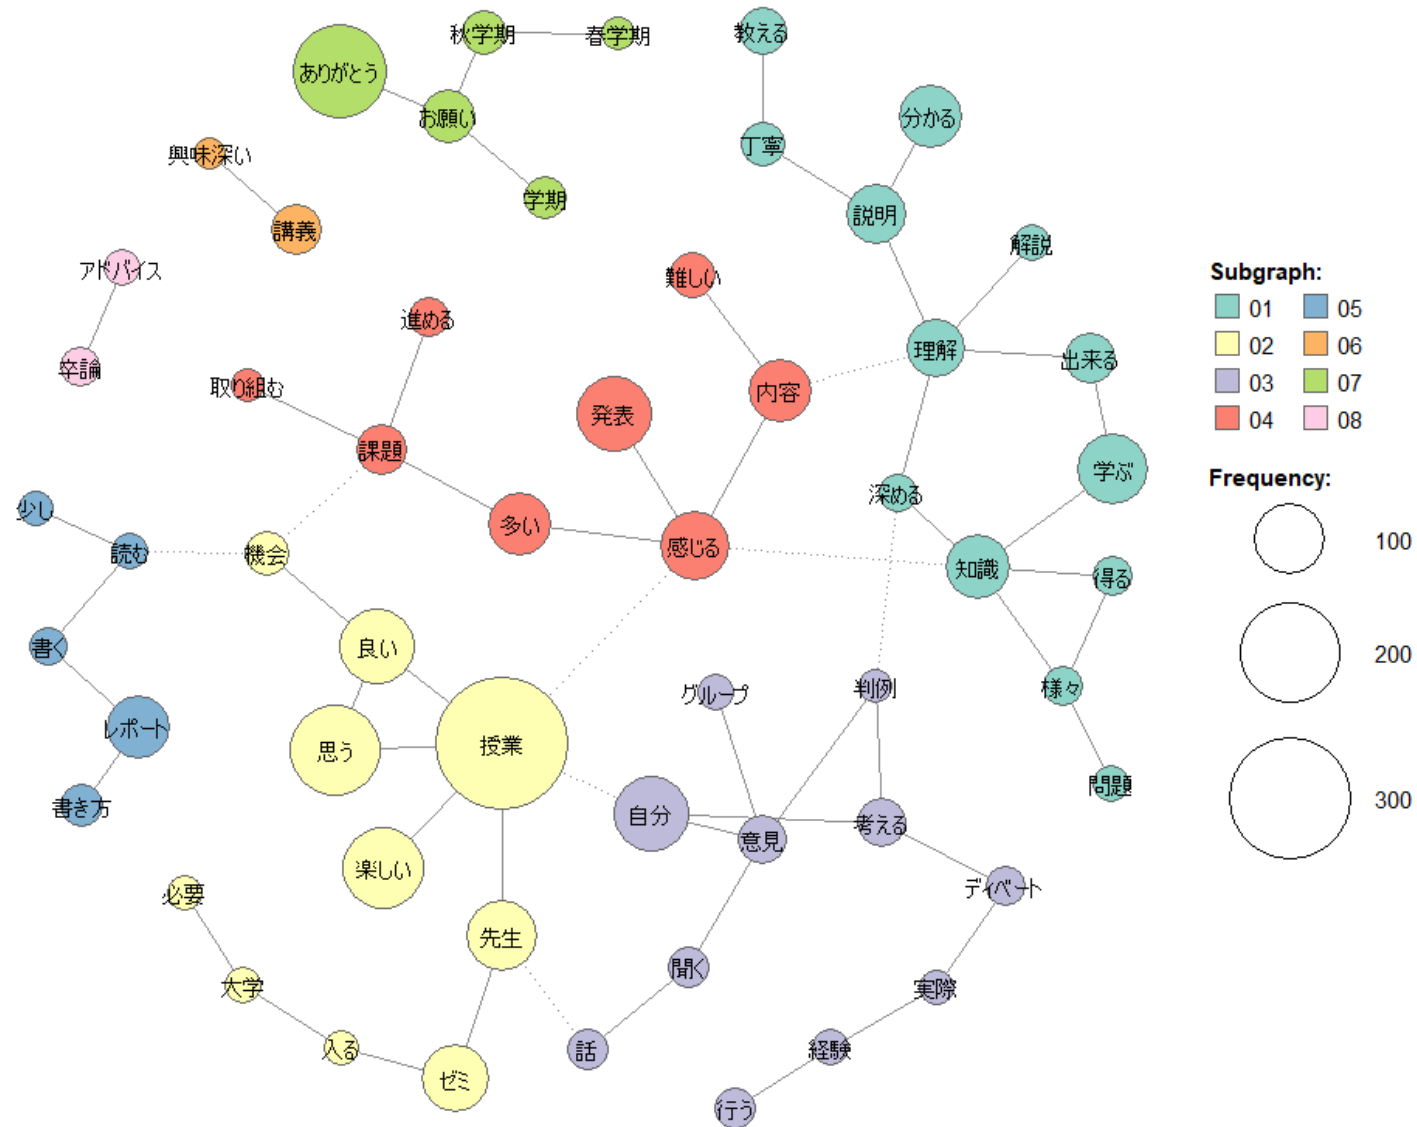 秋学期
春学期
教える
ありがとう
お願い
分かる
丁寧
興味深い
学期
説明
講義
解説
アドバイス
難しい
進める
理解
出来る
卒論
取り組む
内容
発表
課題
学ぶ
深める
少し
多い
読む
機会
感じる
知識
得る
書く
良い
グループ
判例
様々
レポート
思う
授業
問題
書き方
自分
考える
意見
楽しい
必要
ディベート
先生
聞く
大学
実際
入る
話
経験
ゼミ
行う
Subgraph:
01 05
02 06
03 07
04 08
Frequency:
100
200
300